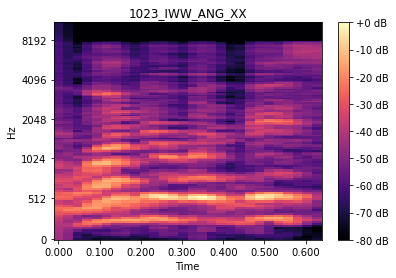 1023_IWW_ANG_XX
+0 dB
8192
-10 dB
4096
-20 dB
-30 dB
2048
Hz
-40 dB
1024
-50 dB
512
-60 dB
-70 dB
0
-80 dB
0.000 0.100 0.200 0.300 0.400 0.500 0.600
Time